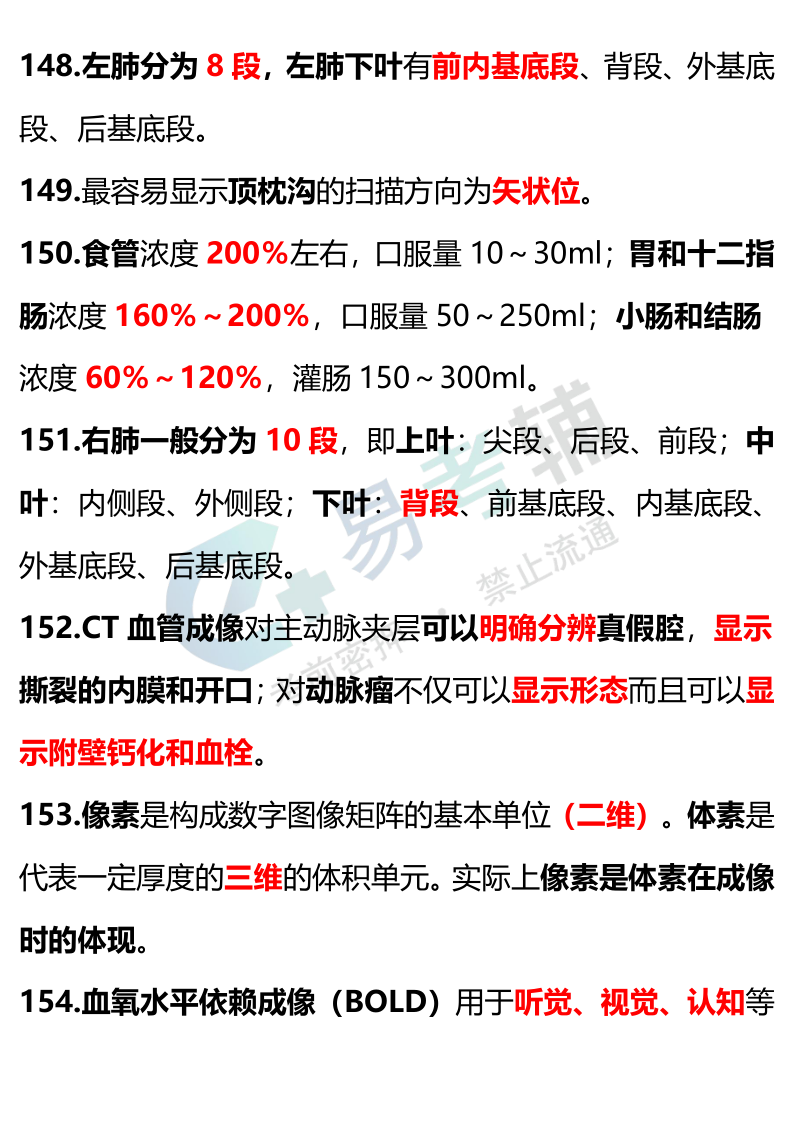 148.左肺分为 8 段，左肺下叶有前内基底段、背段、外基底
段、后基底段。
149.最容易显示顶枕沟的扫描方向为矢状位。
150.食管浓度 200%左右，口服量 10～30ml；胃和十二指
肠浓度 160%～200%，口服量 50～250ml；小肠和结肠
浓度 60%～120%，灌肠 150～300ml。
151.右肺一般分为 10 段，即上叶：尖段、后段、前段；中
叶：内侧段、外侧段；下叶：背段、前基底段、内基底段、
外基底段、后基底段。
152.CT 血管成像对主动脉夹层可以明确分辨真假腔，显示
撕裂的内膜和开口；对动脉瘤不仅可以显示形态而且可以显
示附壁钙化和血栓。
153.像素是构成数字图像矩阵的基本单位（二维）。体素是
代表一定厚度的三维的体积单元。实际上像素是体素在成像
时的体现。
154.血氧水平依赖成像（BOLD）用于听觉、视觉、认知等
易考辅
考前密押 · 禁止流通